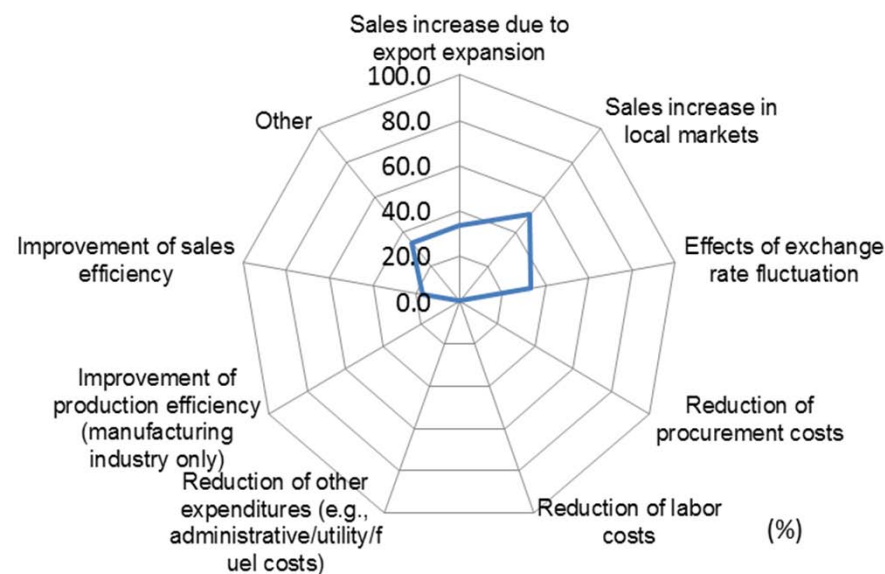 Sales increase due to
export expansion
100.0
80.0
60.0
40.0
20.0
0.0
Sales increase in
local markets
Effects of exchange
rate fluctuation
Reduction of
procurement costs
Reduction of labor
costs
(%)
Reduction of other
expenditures (e.g.,
administrative/utility/f
uel costs)
Improvement of
production efficiency
(manufacturing
industry only)
Improvement of sales
efficiency
Other